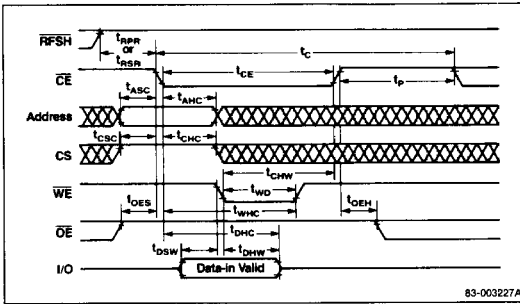 RFSH
tRPR
or
tRSR
tC
CE
tCE
tP
tASC
tAHC
Address
tCSC
tCHC
CS
tCHW
WE
tWD
tOES
tWHC
tOEH
OE
tDHC
tDSW
tDHW
I/O
Data-in Valid
83-003227A